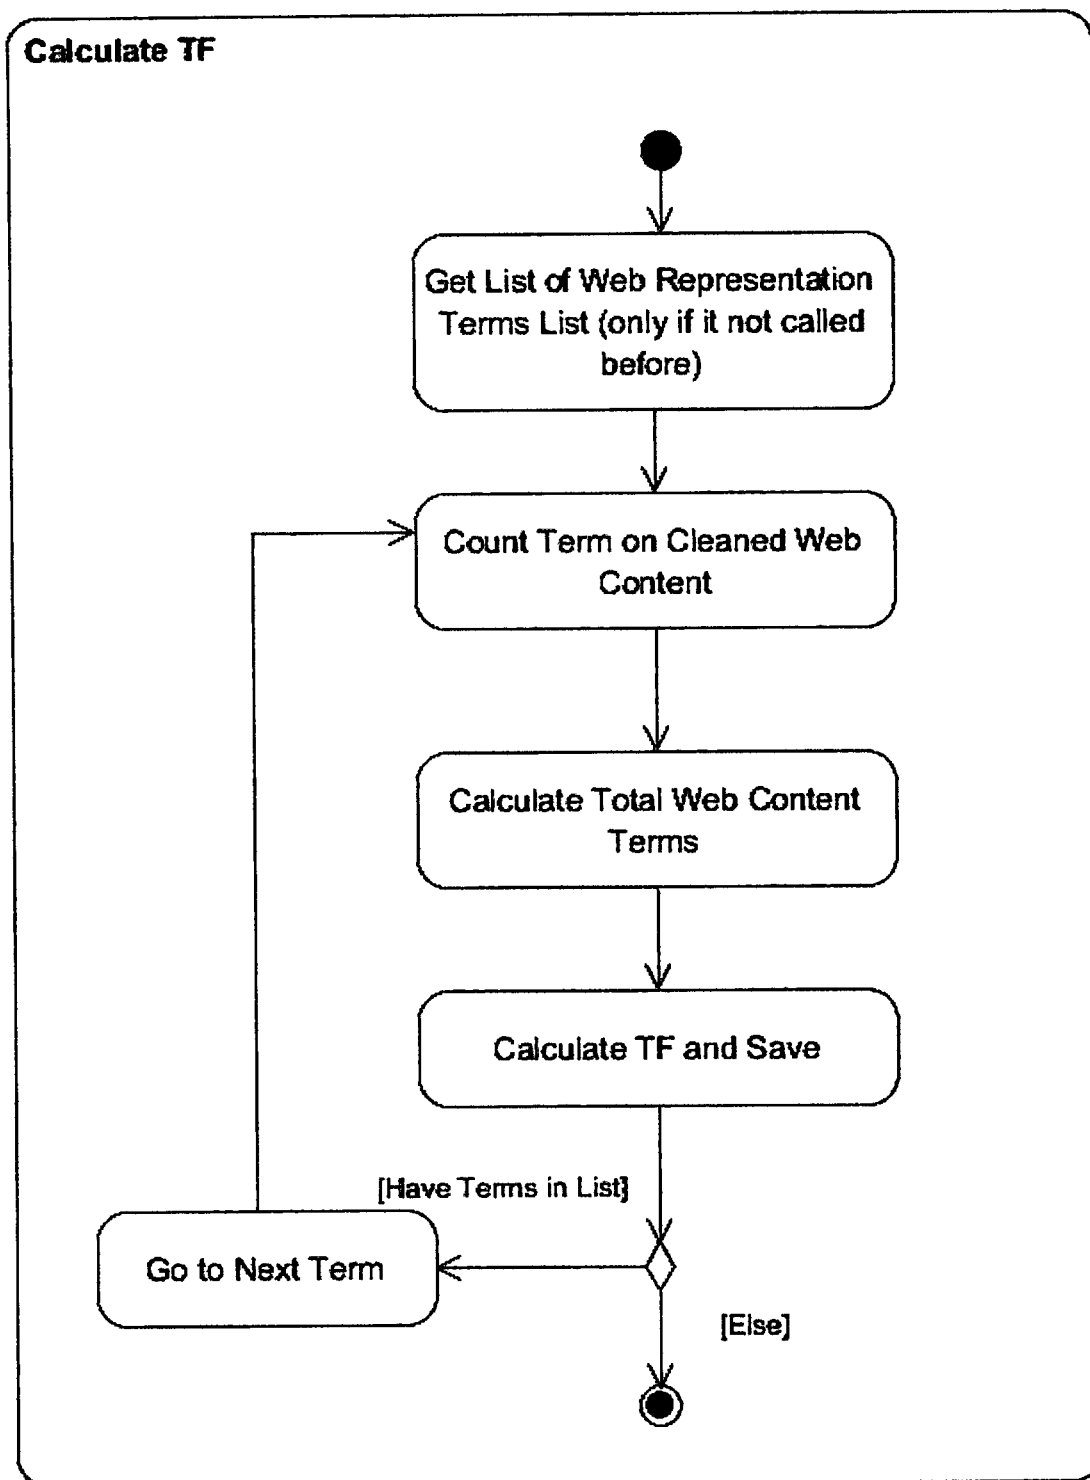 Calculate TF
Get List of Web Representation
Terms List (only if it not called
before)
Count Term on Cleaned Web
Content
Calculate Total Web Content
Terms
Calculate TF and Save
[Have Terms in List]
Go to Next Term
[Else]